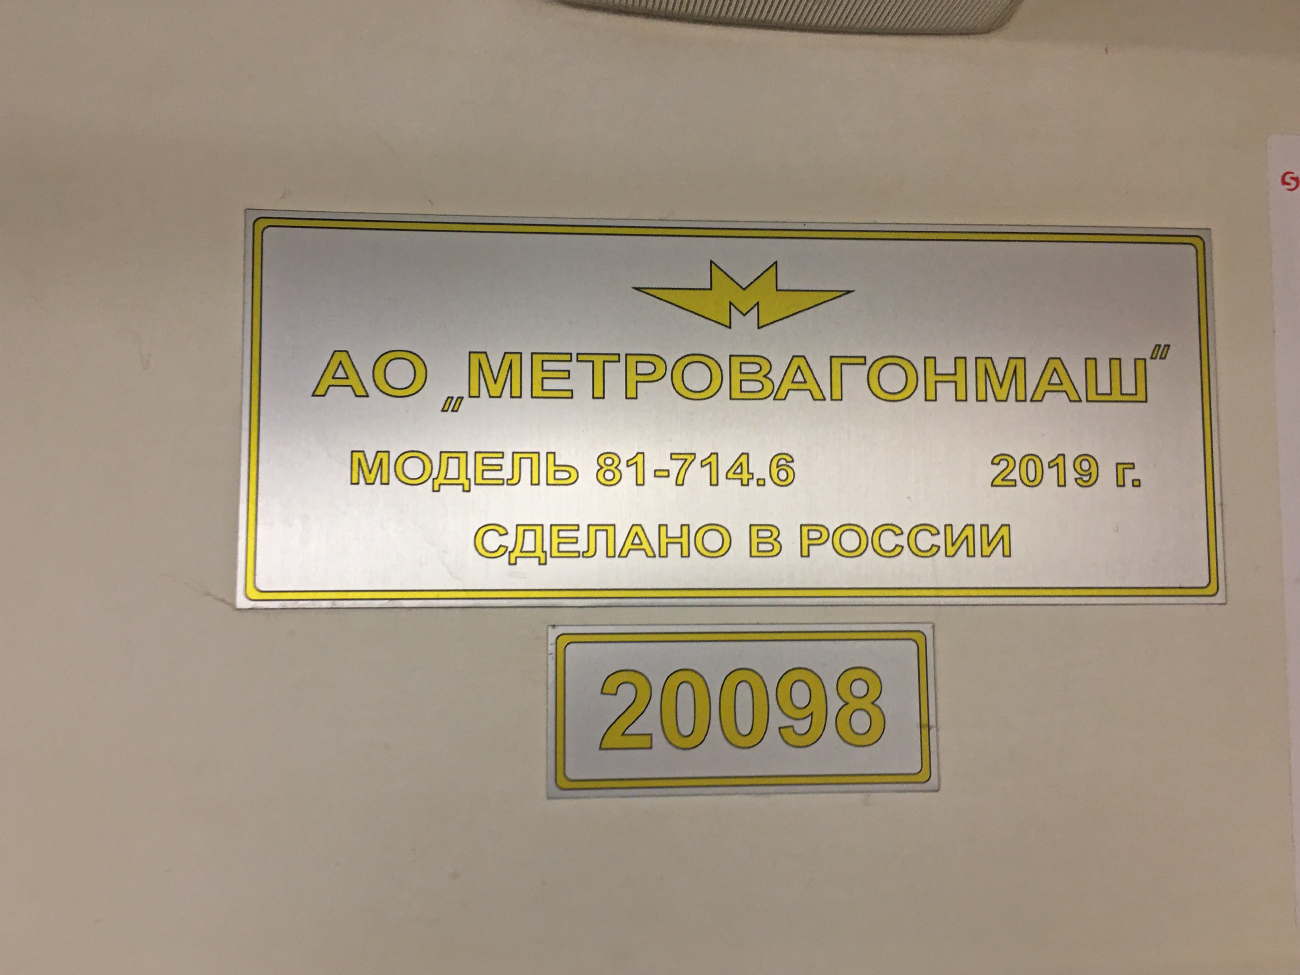 АО „МЕТРОВАГОНМАШ“
МОДЕЛЬ 81-714.6 2019 г.
СДЕЛАНО В РОССИИ
20098